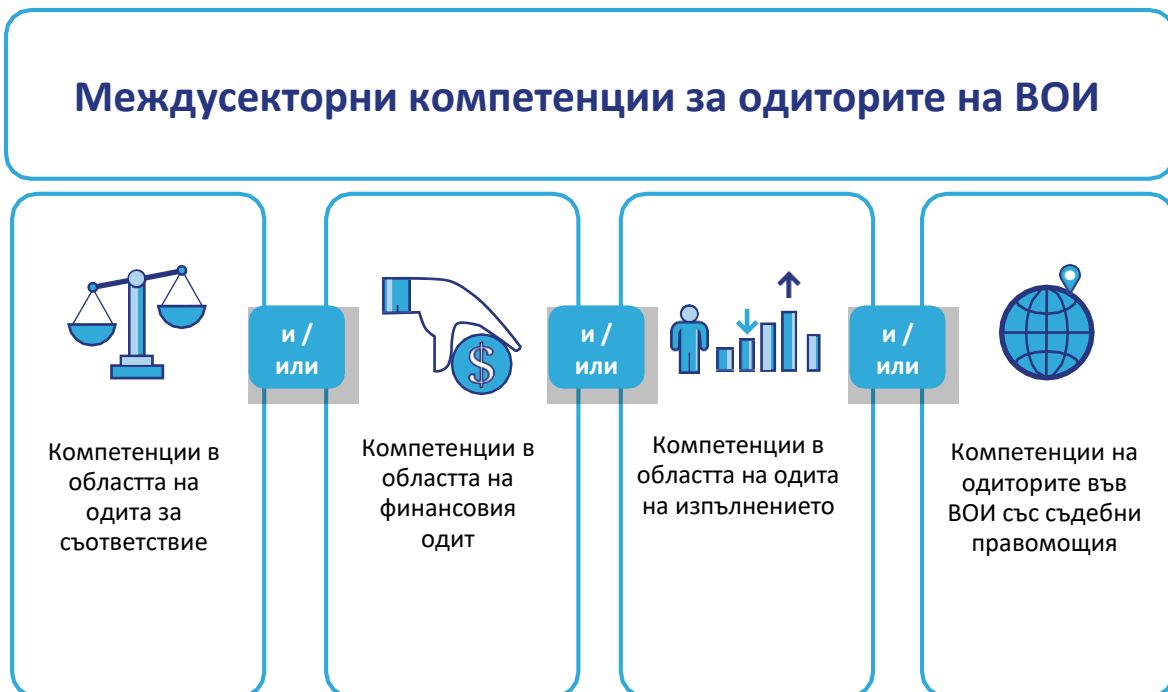 Междусекторни компетенции за одиторите на ВОИ
Компетенции в
областта на
одита за
съответствие
и /
или
$
Компетенции в
областта на
финансовия
одит
и /
или
Компетенции в
областта на одита
на изпълнението
и /
или
Компетенции на
одиторите във
ВОИ със съдебни
правомощия